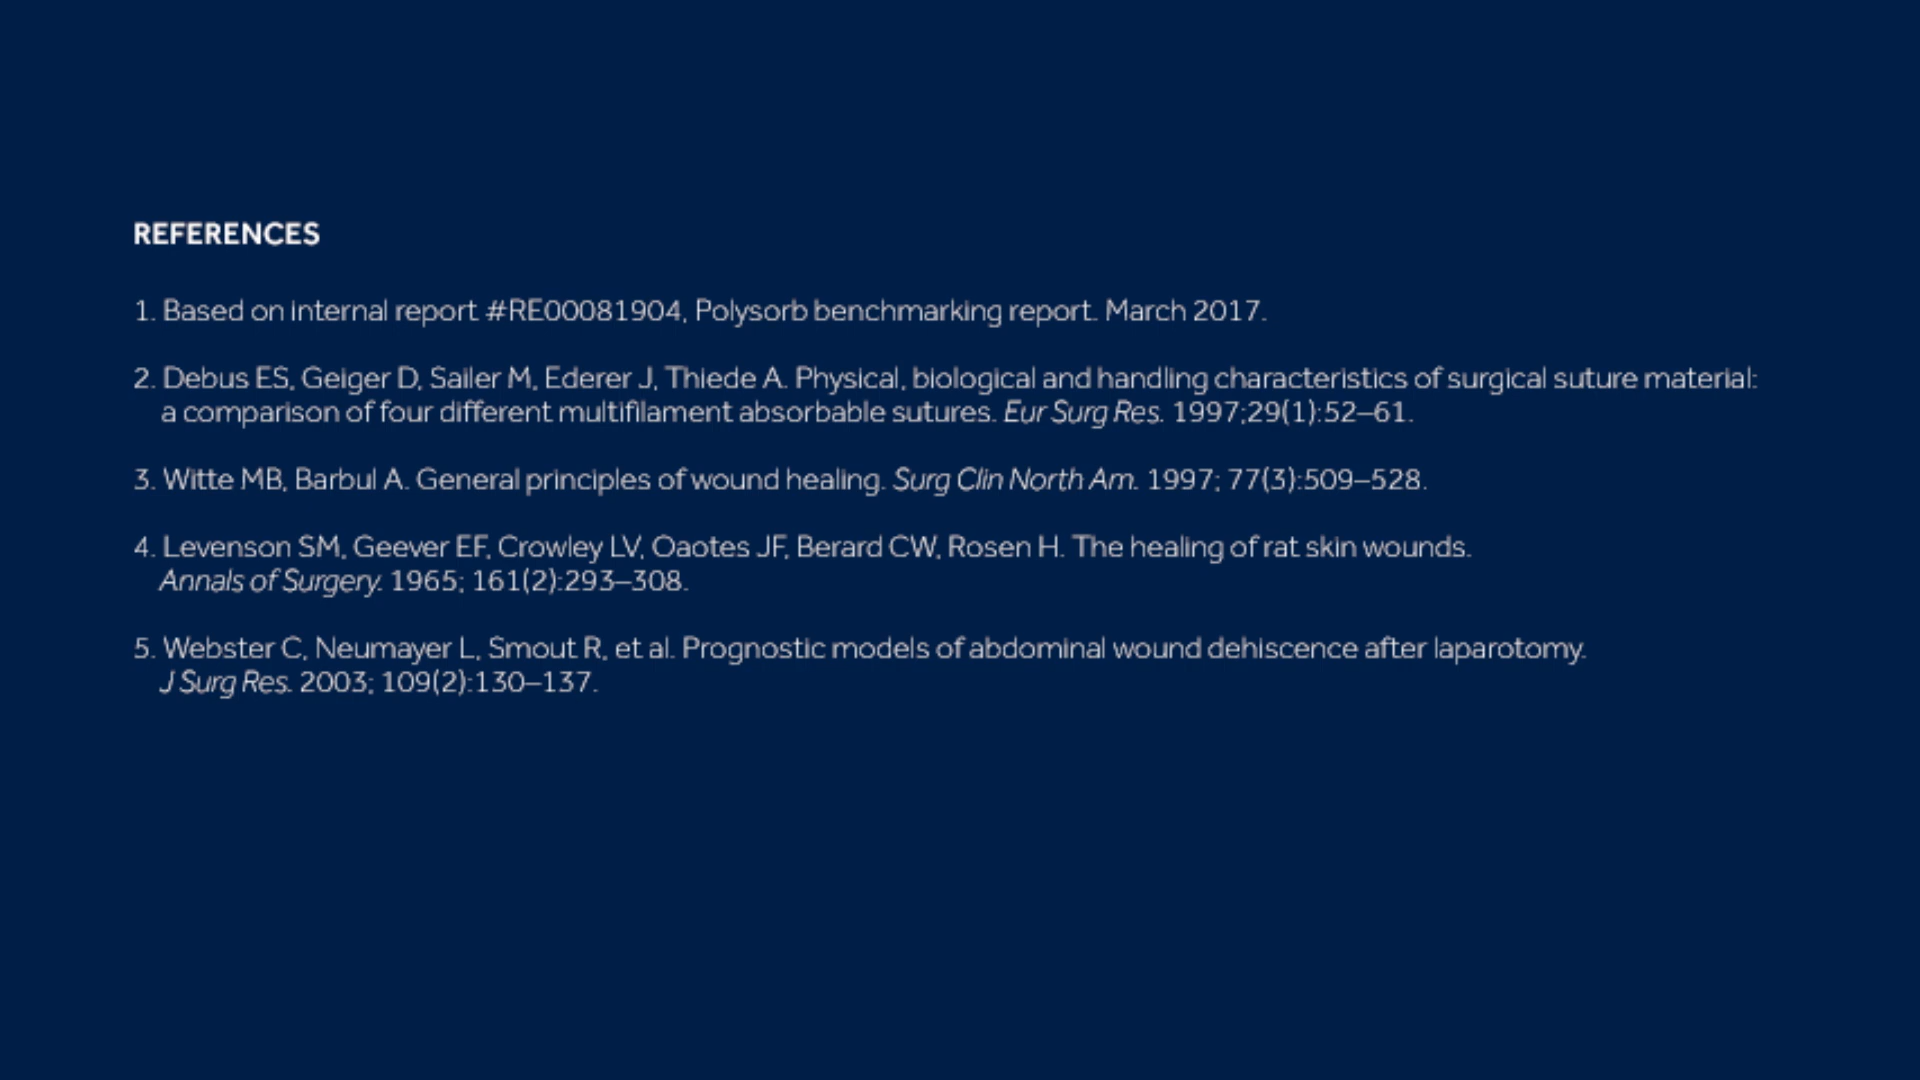 REFERENCES
1. Based on internal report #RE00081904, Polysorb benchmarking report. March 2017.
2. Debus ES, Geiger D, Sailer M, Ederer J, Thiede A. Physical, biological and handling characteristics of surgical suture material:
a comparison of four different multifilament absorbable sutures. Eur Surg Res. 1997;29(1):52–61.
3. Witte MB, Barbul A. General principles of wound healing. Surg Clin North Am. 1997; 77(3):509–528.
4. Levenson SM, Geever EF, Crowley LV, Oaotes JF, Berard CW, Rosen H. The healing of rat skin wounds.
Annals of Surgery. 1965; 161(2):293–308.
5. Webster C, Neumayer L, Smout R, et al. Prognostic models of abdominal wound dehiscence after laparotomy.
J Surg Res. 2003; 109(2):130–137.